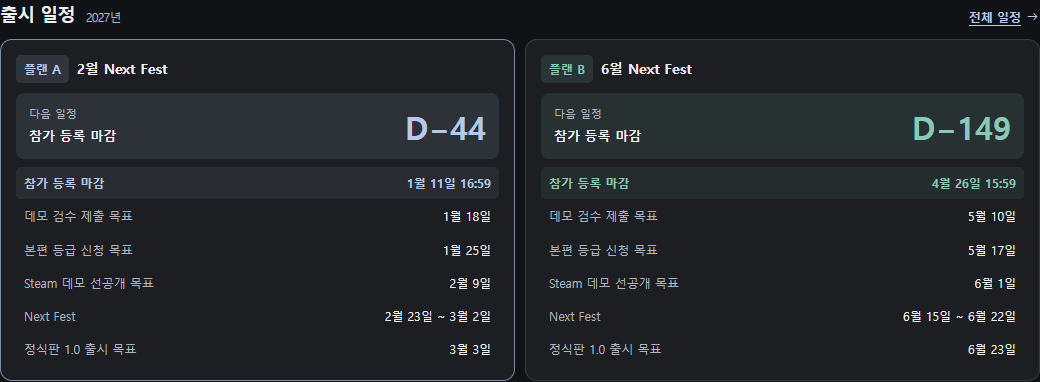 출시 일정 2027년
전체 일정 →
플랜 A 2월 Next Fest
다음 일정
참가 등록 마감
D–44
참가 등록 마감 1월 11일 16:59
데모 검수 제출 목표 1월 18일
본편 등급 신청 목표 1월 25일
Steam 데모 선공개 목표 2월 9일
Next Fest 2월 23일 ~ 3월 2일
정식판 1.0 출시 목표 3월 3일
플랜 B 6월 Next Fest
다음 일정
참가 등록 마감
D–149
참가 등록 마감 4월 26일 15:59
데모 검수 제출 목표 5월 10일
본편 등급 신청 목표 5월 17일
Steam 데모 선공개 목표 6월 1일
Next Fest 6월 15일 ~ 6월 22일
정식판 1.0 출시 목표 6월 23일